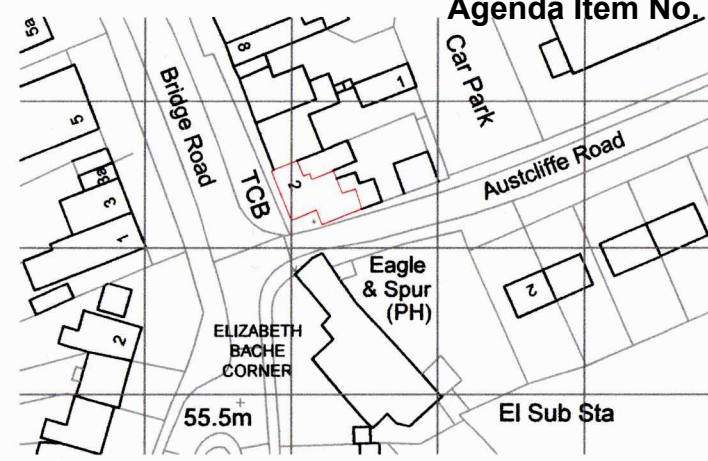 Agenda Item No.
5a
8
Car Park
1
5
Bridge Road
Austcliffe Road
3a
3
TCB
2
1
Eagle
& Spur
(PH)
2
2
ELIZABETH
BACHE
CORNER
55.5m
El Sub Sta